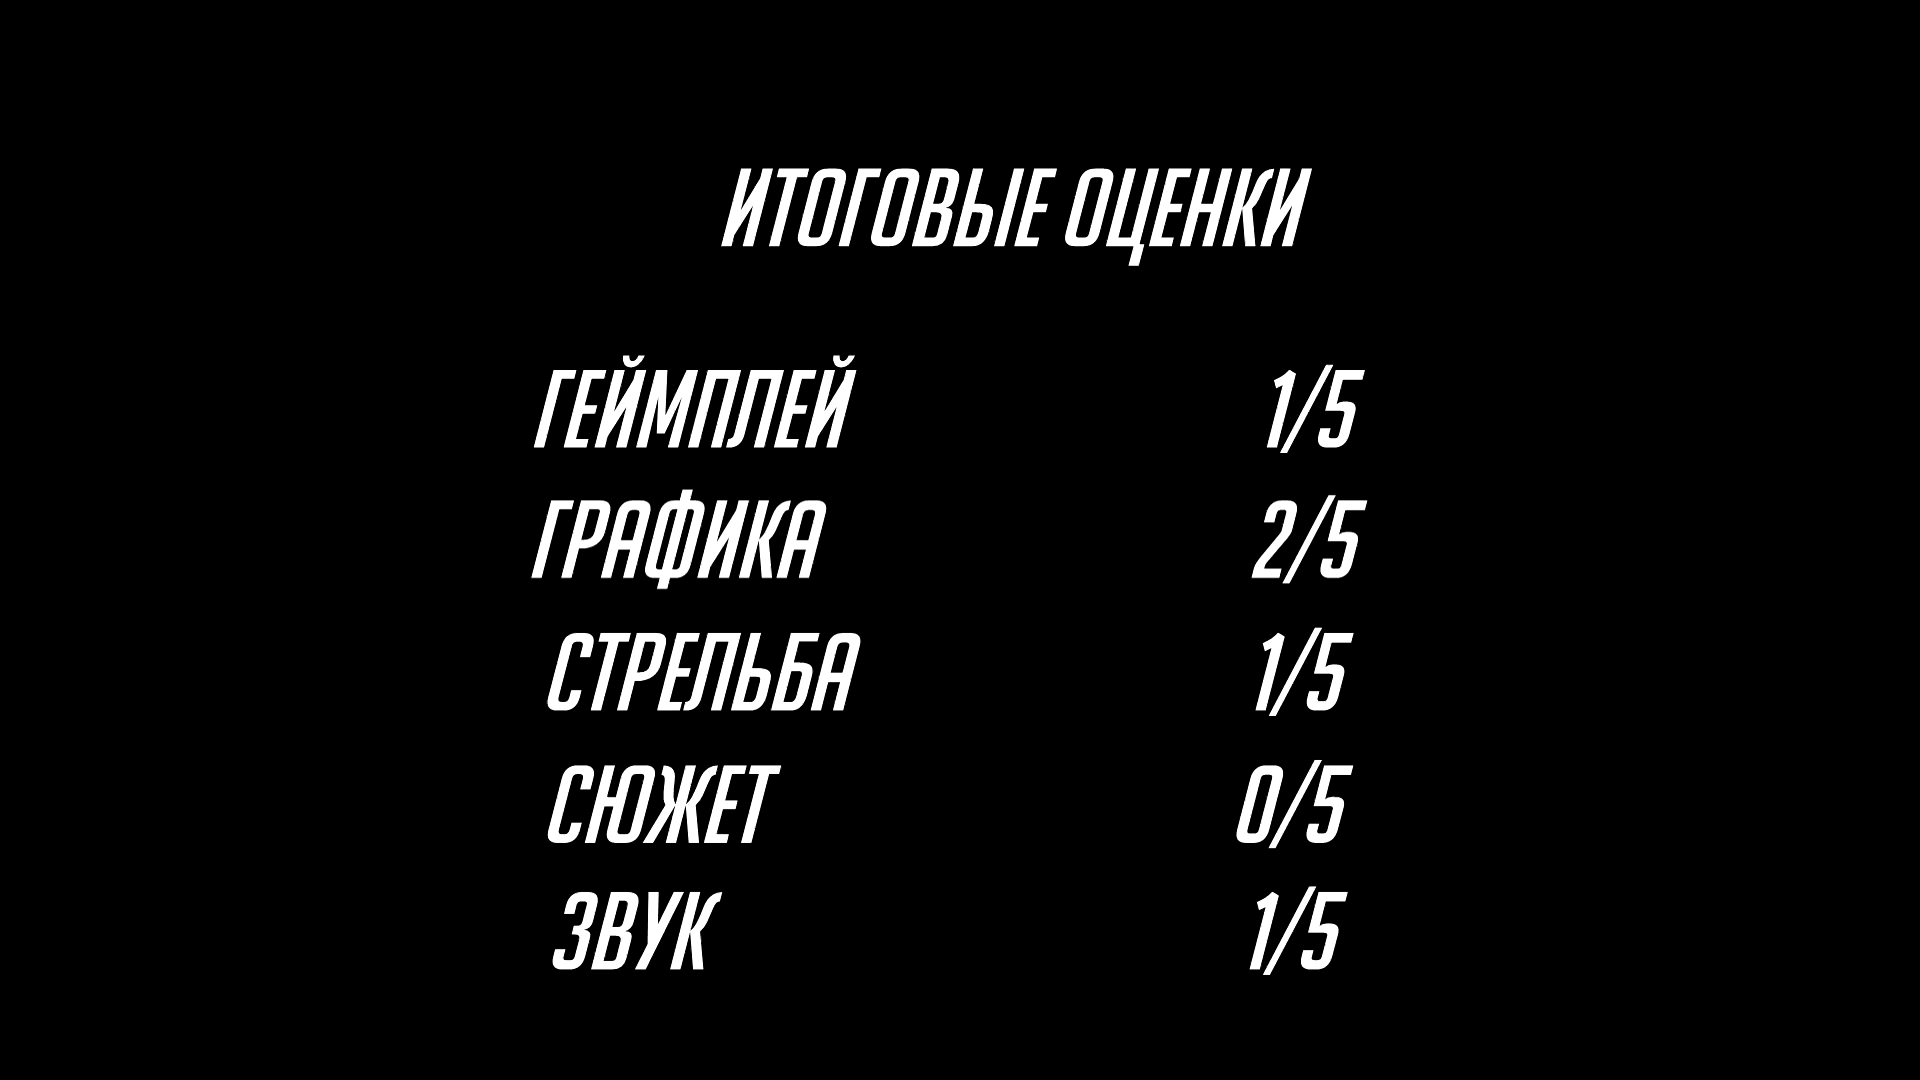 ИТОГОВЫЕ ОЦЕНКИ
ГЕЙМПЛЕЙ 1/5
ГРАФИКА 2/5
СТРЕЛЬБА 1/5
СЮЖЕТ 0/5
ЗВУК 1/5